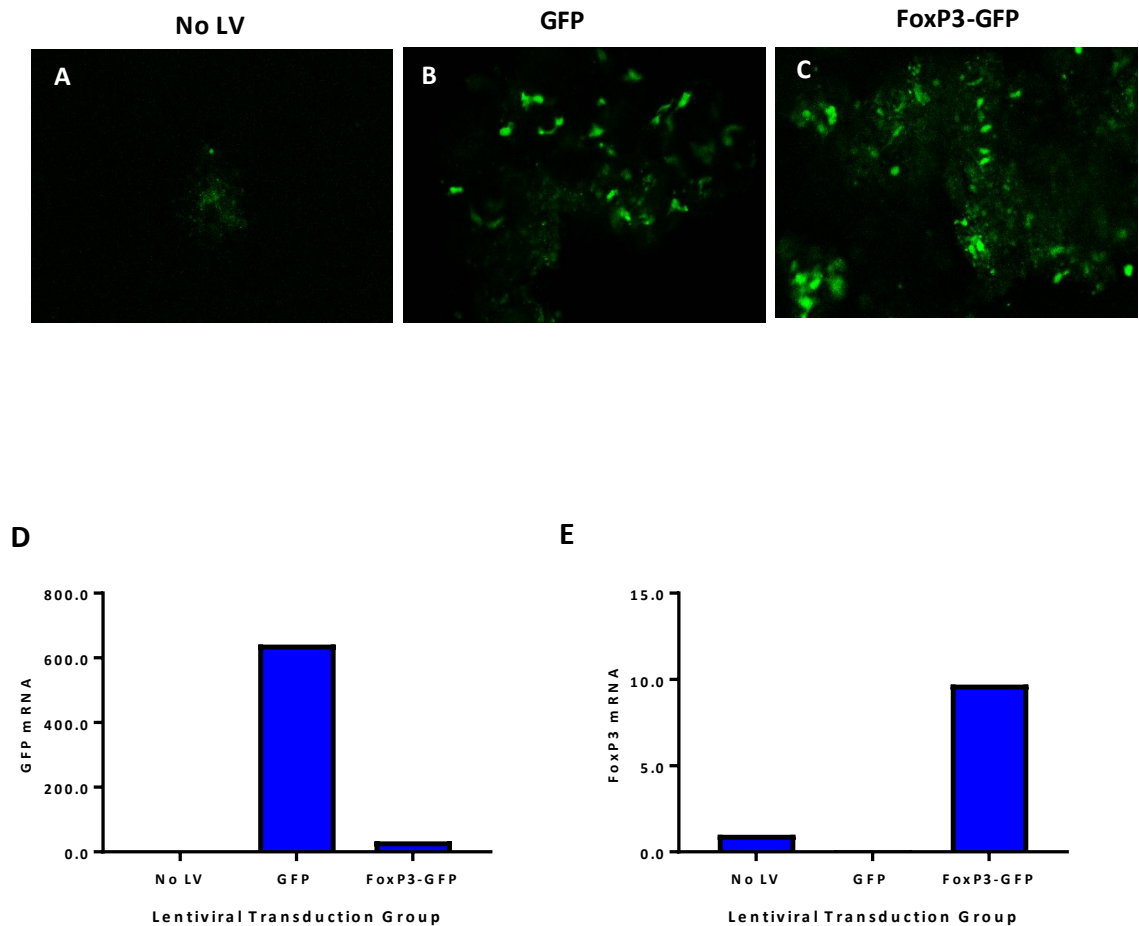 No LV
GFP
FoxP3-GFP
A
B
C
D
E
800.0
600.0
400.0
200.0
0.0
GFP mRNA
No LV
GFP
FoxP3-GFP
Lentiviral Transduction Group
15.0
10.0
5.0
0.0
FoxP3 mRNA
No LV
GFP
FoxP3-GFP
Lentiviral Transduction Group